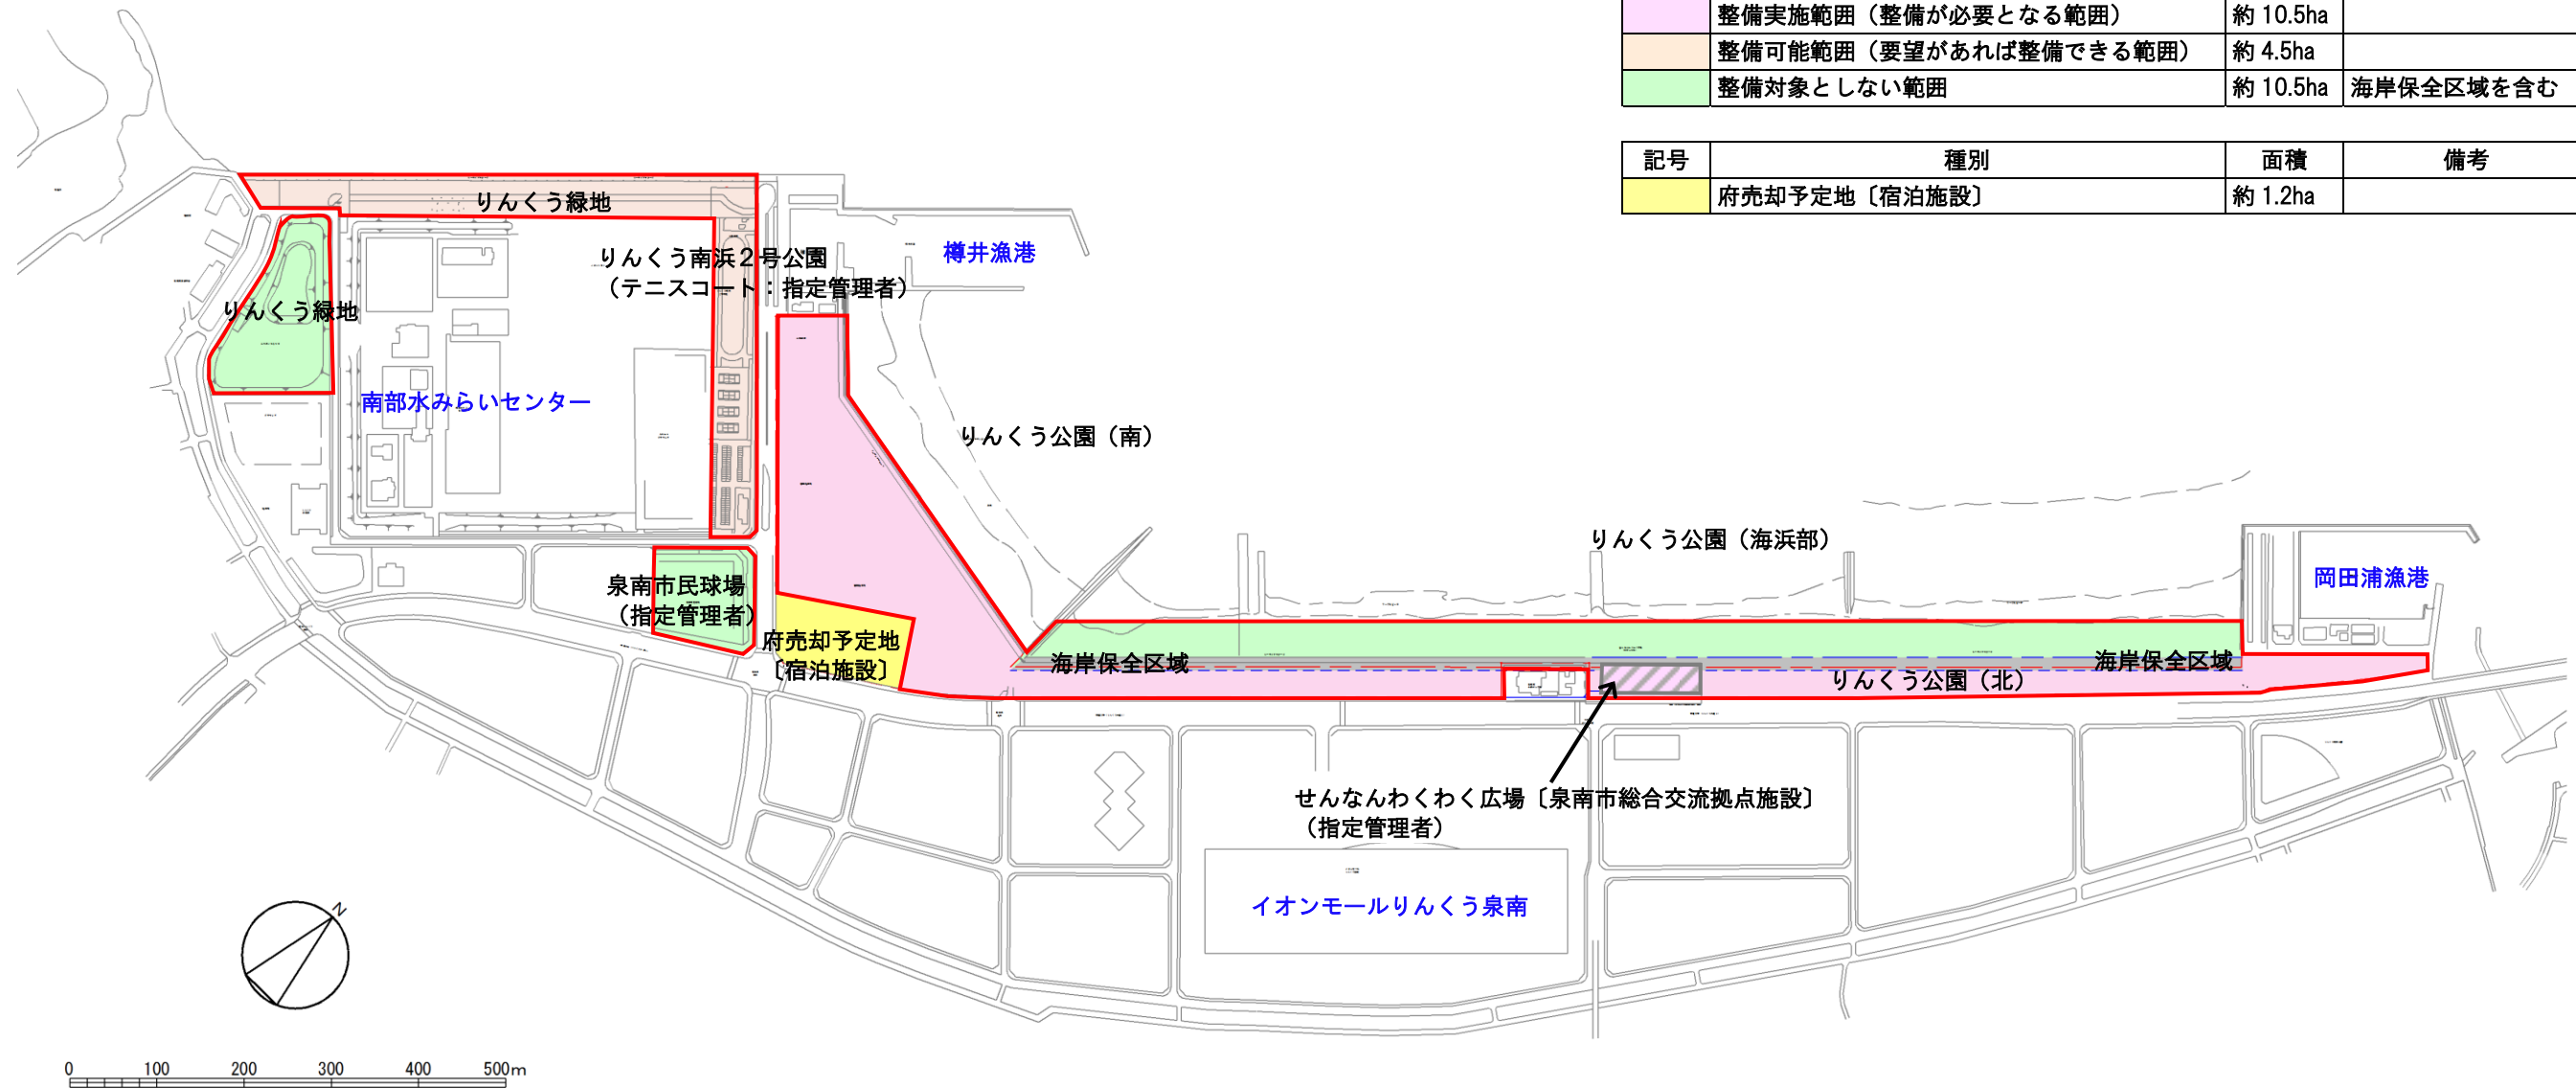 整備実施範囲（整備が必要となる範囲） 約 10.5ha
整備可能範囲（要望があれば整備できる範囲） 約 4.5ha
整備対象としない範囲 約 10.5ha 海岸保全区域を含む
記号 種別 面積 備考
府売却予定地〔宿泊施設〕 約 1.2ha
りんくう緑地
りんくう南浜２号公園
（テニスコート：指定管理者）
樽井漁港
りんくう緑地
南部水みらいセンター
りんくう公園（南）
りんくう公園（海浜部）
岡田浦漁港
泉南市民球場
（指定管理者）
府売却予定地
〔宿泊施設〕
海岸保全区域
海岸保全区域
りんくう公園（北）
せんなんわくわく広場〔泉南市総合交流拠点施設〕
（指定管理者）
イオンモールりんくう泉南
N
0 100 200 300 400 500m